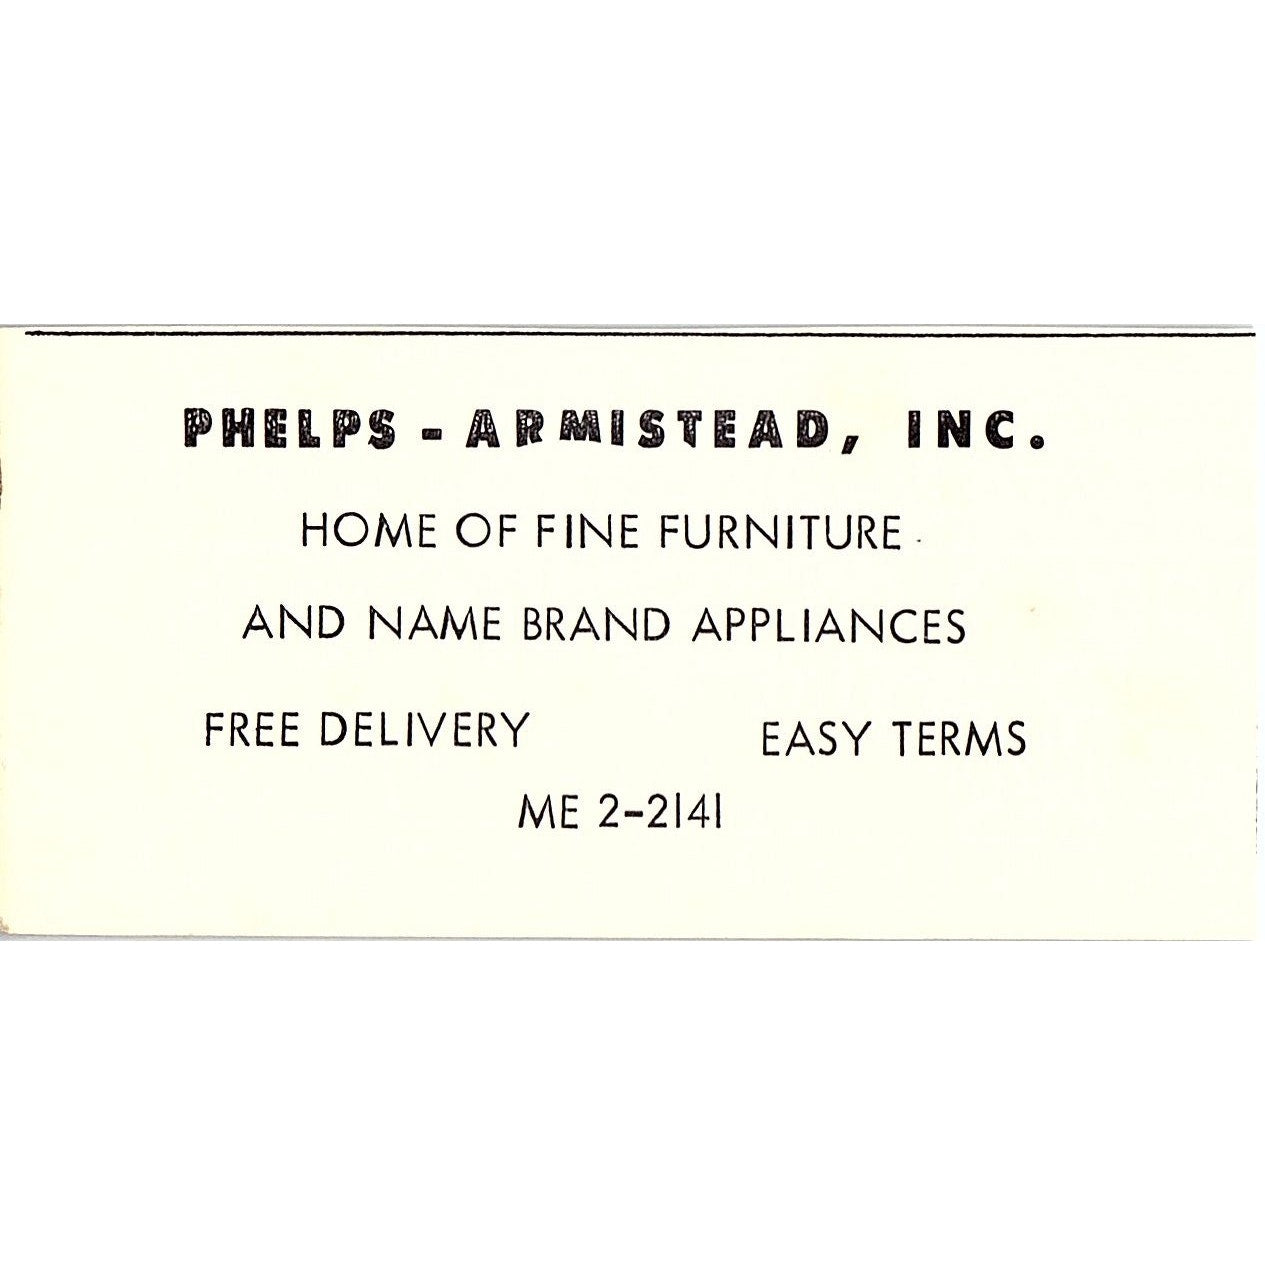 PHELPS - ARMISTEAD, INC.
HOME OF FINE FURNITURE
AND NAME BRAND APPLIANCES
FREE DELIVERY EASY TERMS
ME 2-2141